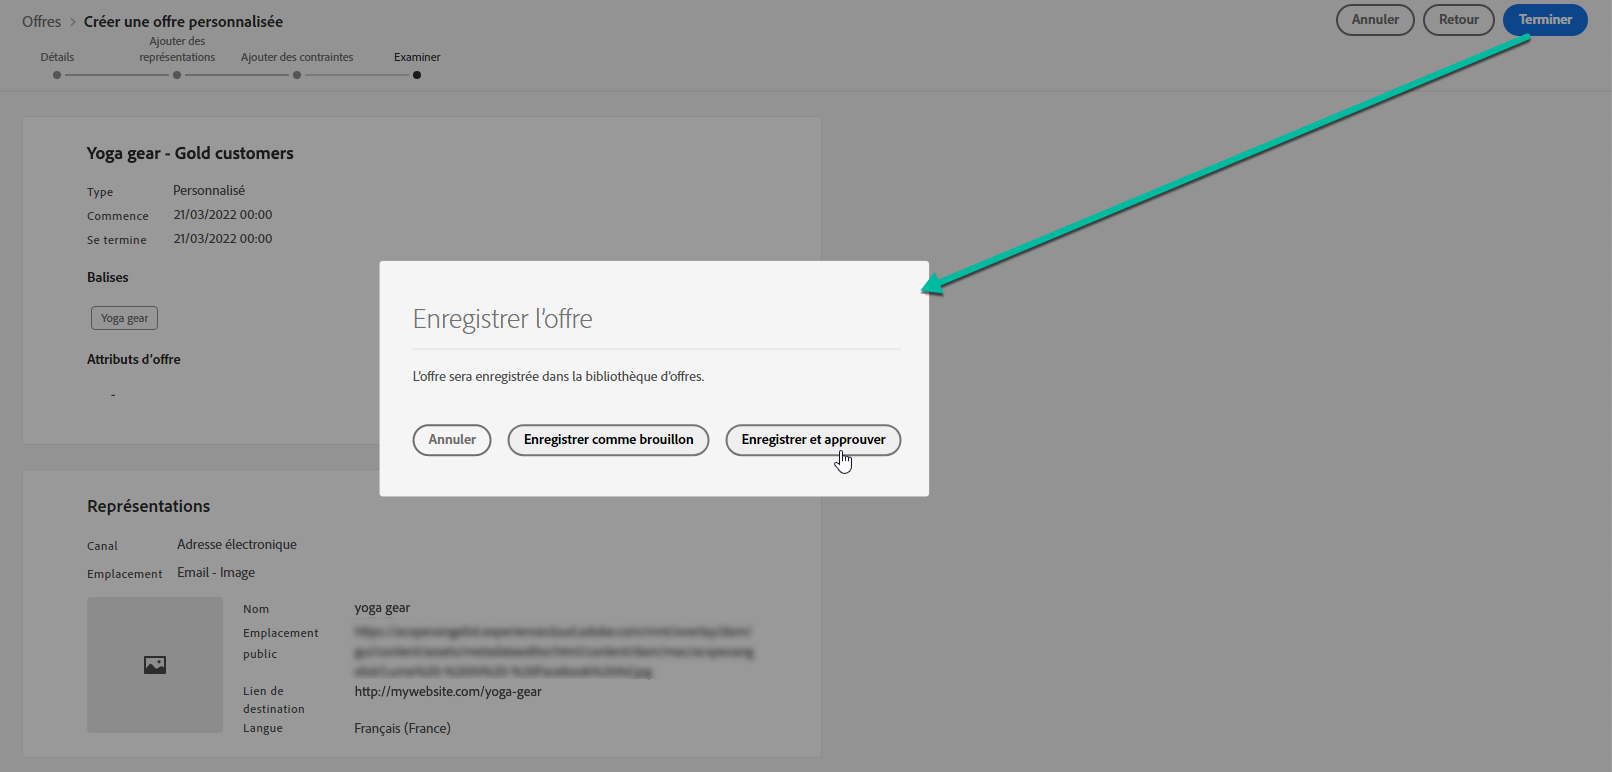 Offres > Créer une offre personnalisée
Annuler
Retour
Terminer
Détails
Ajouter des
représentations
Ajouter des contraintes
Examiner
Yoga gear - Gold customers
Type Personnalisé
Commence 21/03/2022 00:00
Se termine 21/03/2022 00:00
Balises
Yoga gear
Attributs d'offre
-
Enregistrer l'offre
L'offre sera enregistrée dans la bibliothèque d'offres.
Annuler
Enregistrer comme brouillon
Enregistrer et approuver
Représentations
Canal Adresse électronique
Emplacement Email - Image
Nom yoga gear
Emplacement
public
Lien de
destination
http://mywebsite.com/yoga-gear
Langue Français (France)